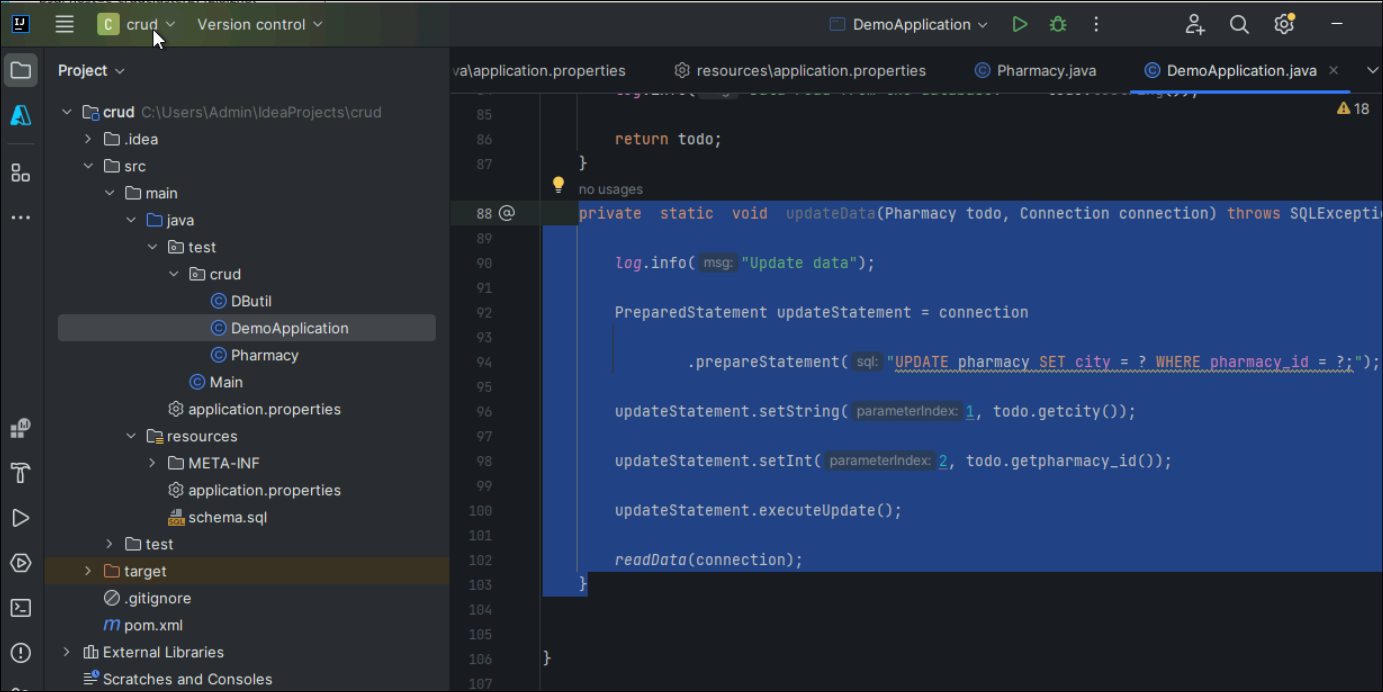 IJ
C crud
Version control
DemoApplication
Project
va\application.properties
resources\application.properties
Pharmacy.java
DemoApplication.java
crud C:\Users\Admin\IdeaProjects\crud
.idea
src
main
java
test
crud
DButil
DemoApplication
Pharmacy
Main
application.properties
resources
META-INF
application.properties
schema.sql
test
target
.gitignore
pom.xml
External Libraries
Scratches and Consoles
18
85
86 return todo;
87 }
no usages
88 private static void updateData(Pharmacy todo, Connection connection) throws SQLExceptio
89
90 log.info( msg: "Update data");
91
92 PreparedStatement updateStatement = connection
93
94 .prepareStatement( sql: "UPDATE pharmacy SET city = ? WHERE pharmacy_id = ?;");
95
96 updateStatement.setString( parameterIndex: 1, todo.getcity());
97
98 updateStatement.setInt( parameterIndex: 2, todo.getpharmacy_id());
99
100 updateStatement.executeUpdate();
101
102 readData(connection);
103 }
104
105
106 }
107